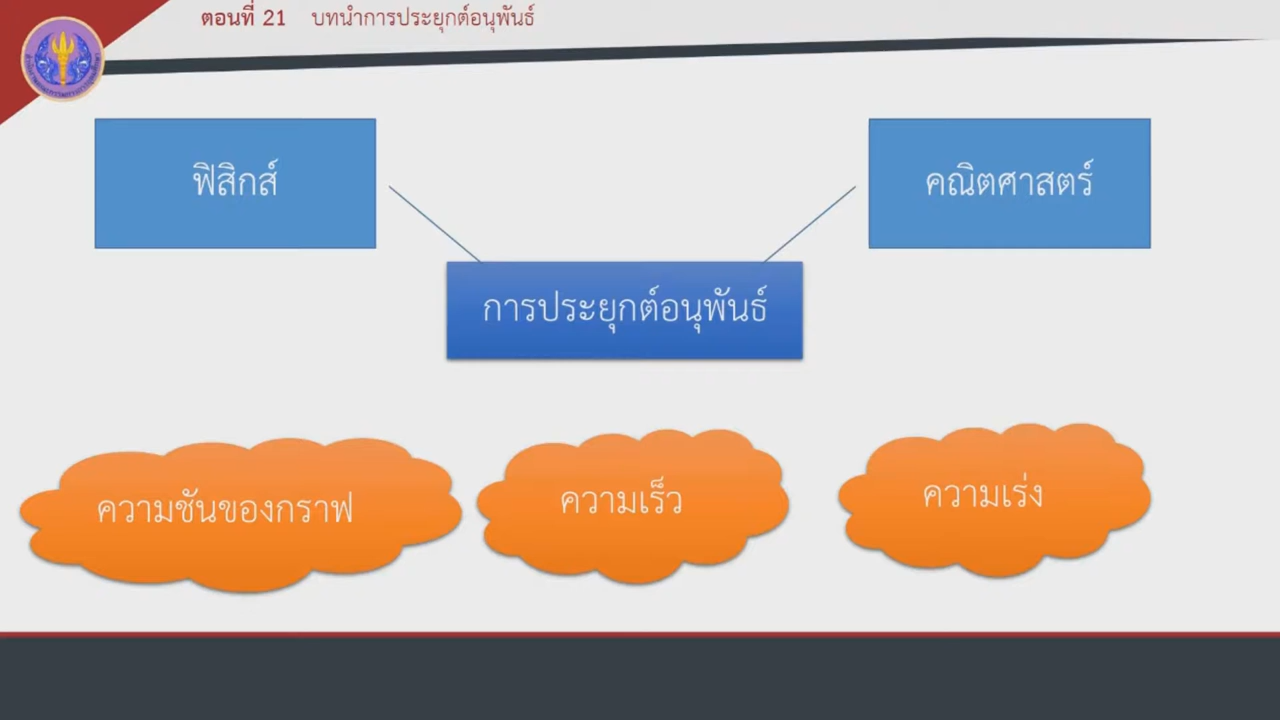 ตอนที่ 21 บทนำการประยุกต์อนุพันธ์
ฟิสิกส์
คณิตศาสตร์
การประยุกต์อนุพันธ์
ความชันของกราฟ
ความเร็ว
ความเร่ง